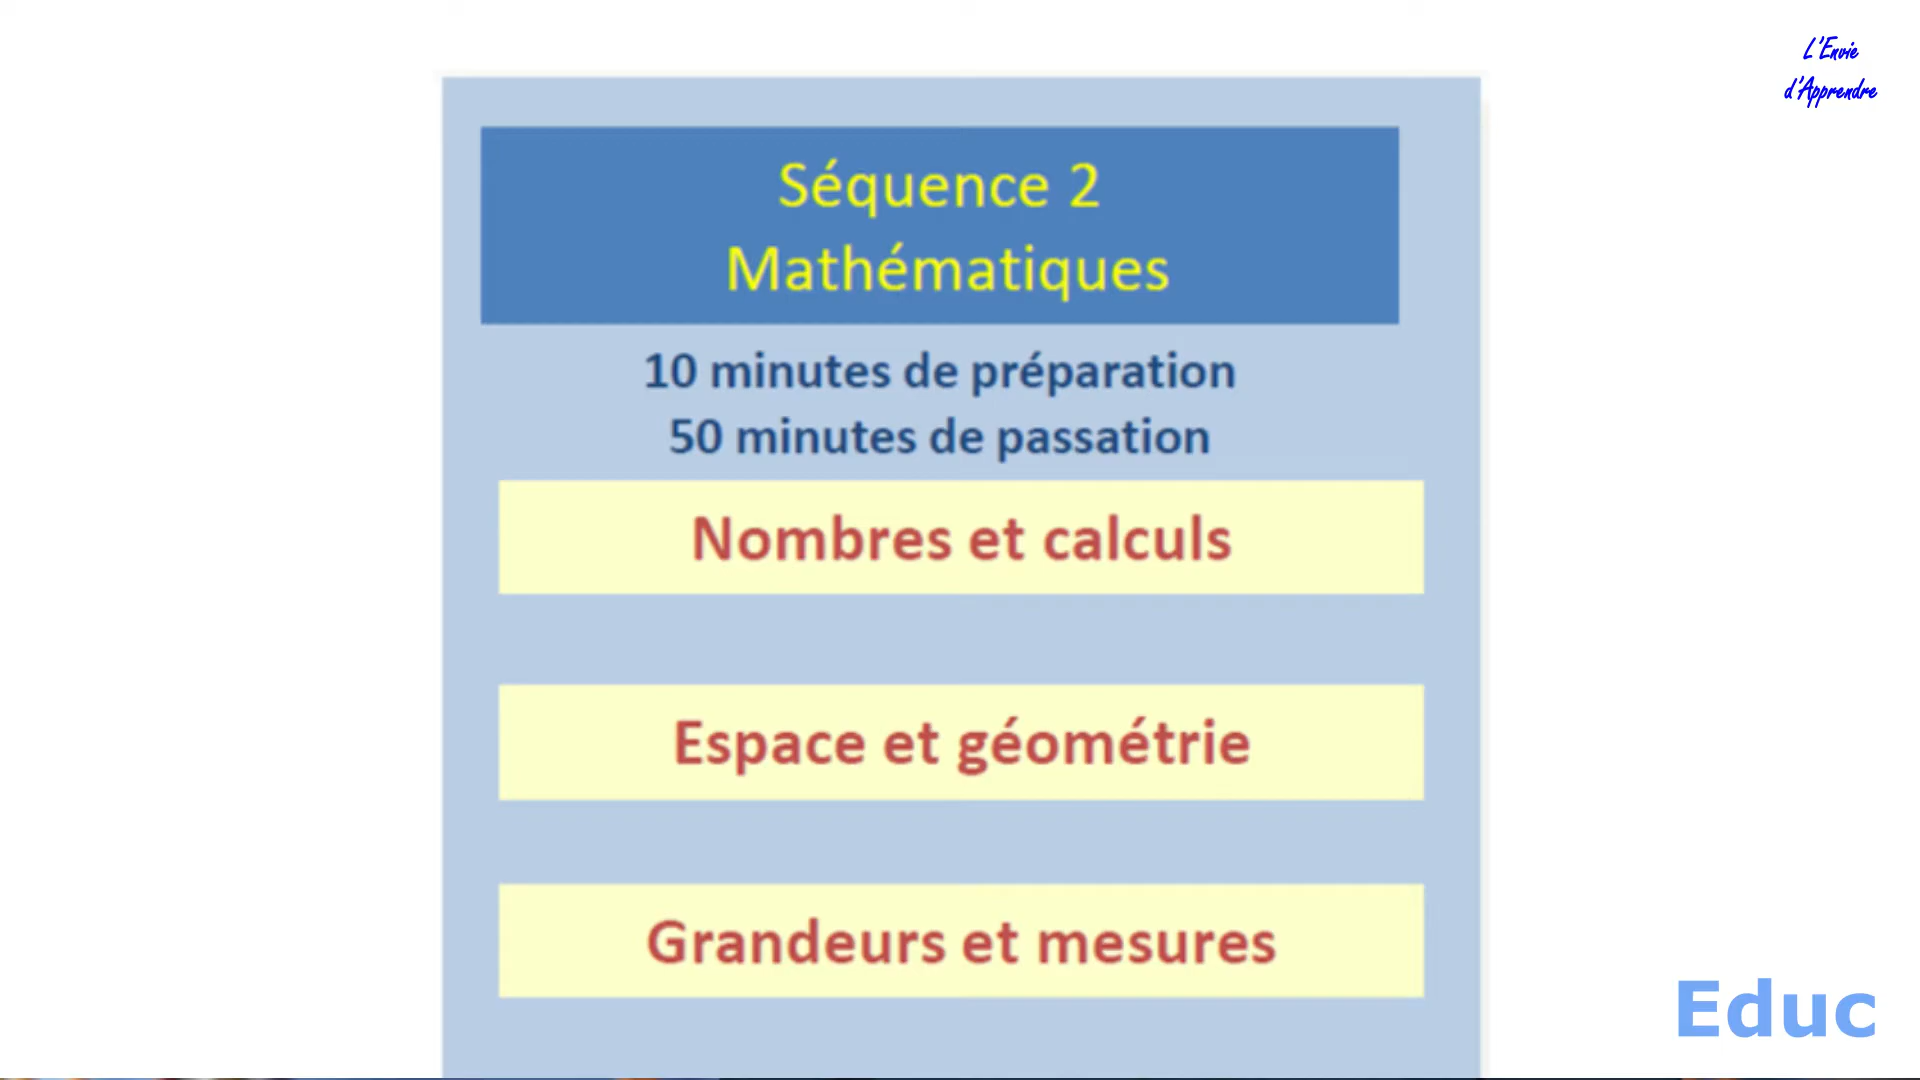 L'Envie
d'Apprendre
Séquence 2
Mathématiques
10 minutes de préparation
50 minutes de passation
Nombres et calculs
Espace et géométrie
Grandeurs et mesures
Educ